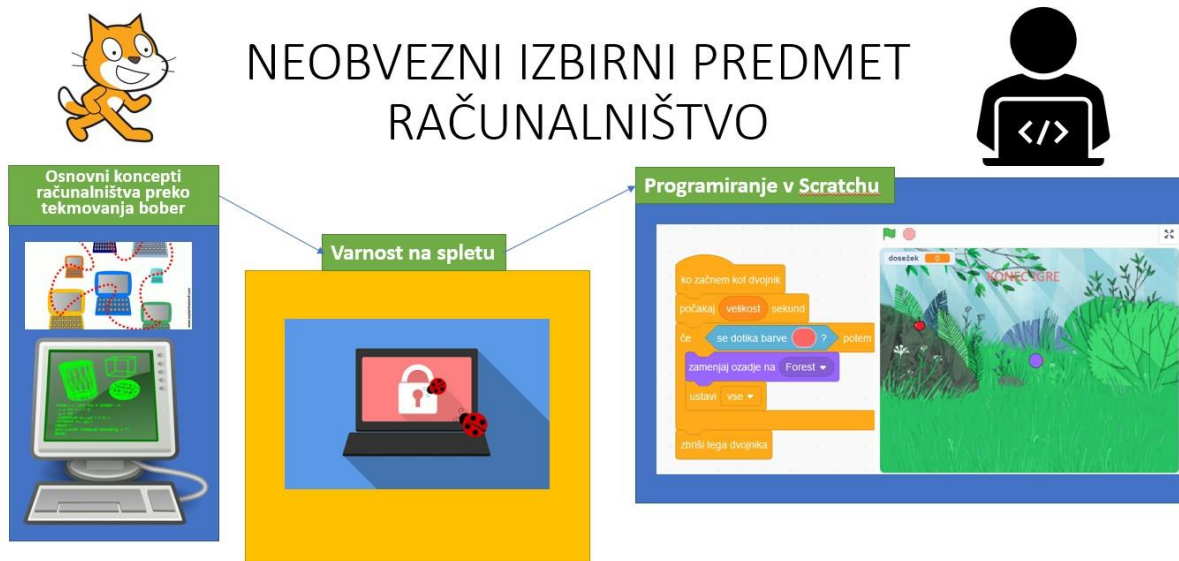 NEOBVEZNI IZBIRNI PREDMET
RAČUNALNIŠTVO
</>
Osnovni koncepti
računalništva preko
tekmovanja bober
Varnost na spletu
Programiranje v Scratchu
ko začnem kot dvojnik
počakaj velikost sekund
če se dotika barve ? potem
zamenjaj ozadje na Forest
ustavi vse
zbriši tega dvojnika
dosežek 0
KONEC IGRE